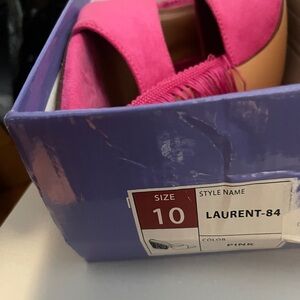 SIZE
10
STYLE NAME
LAURENT-84
COLOR
PINK